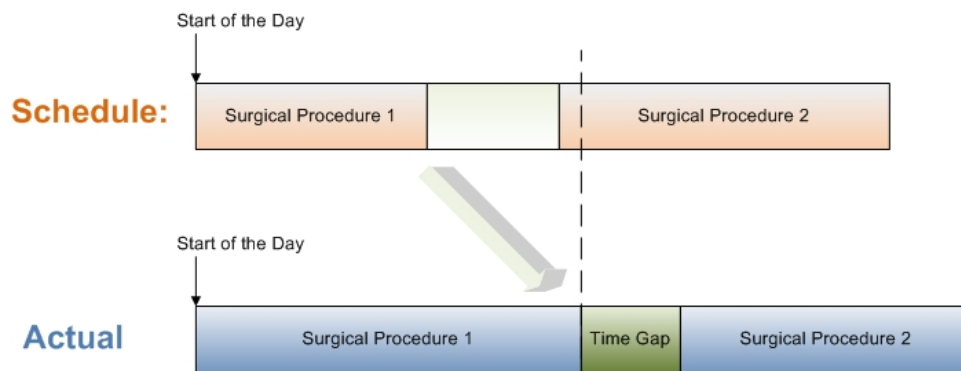 Start of the Day
Schedule:
Surgical Procedure 1
Surgical Procedure 2
Start of the Day
Actual
Surgical Procedure 1
Time Gap
Surgical Procedure 2